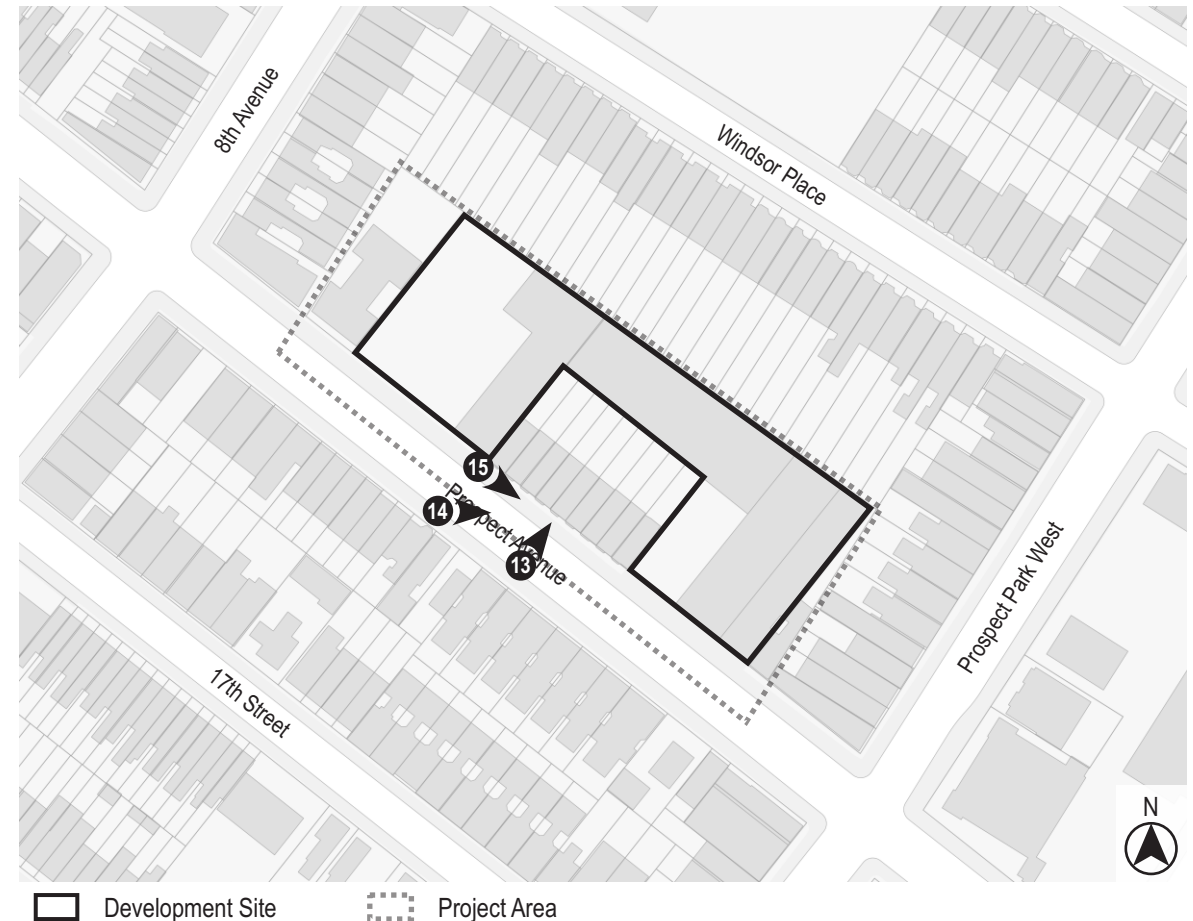 8th Avenue
Windsor Place
15
14
Prospect Avenue
13
Prospect Park West
17th Street
N
Development Site
Project Area